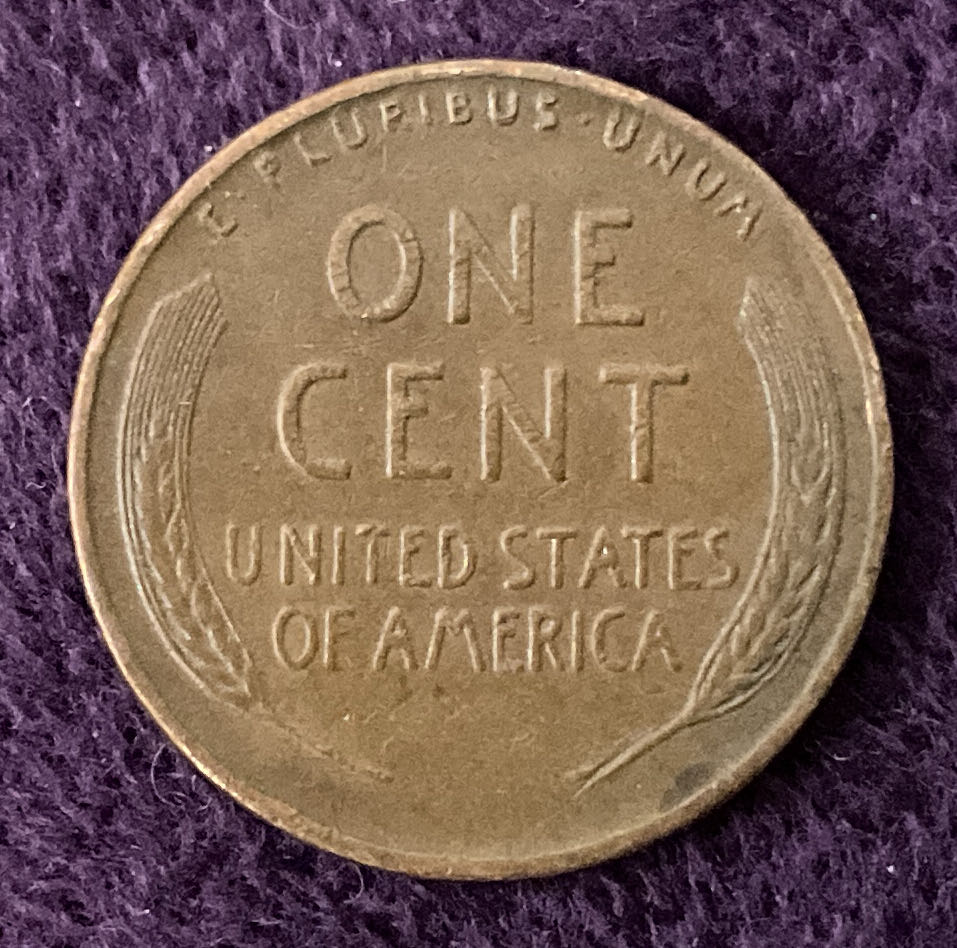 E·PLURIBUS·UNUM
ONE
CENT
UNITED STATES
OF AMERICA